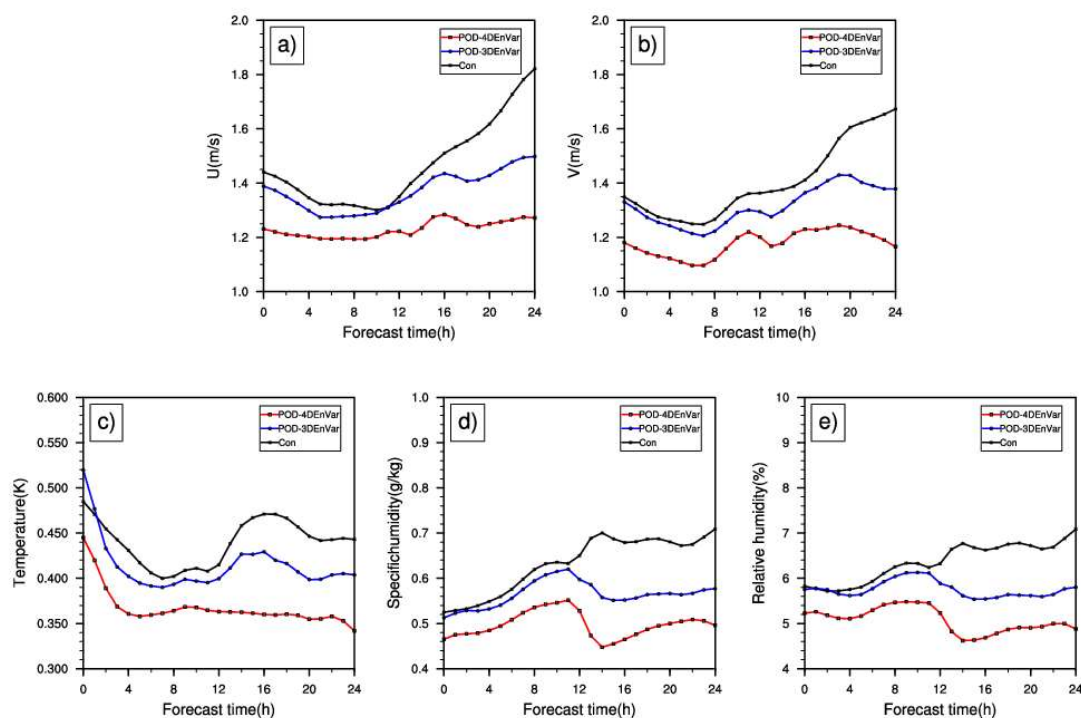 a)
POD-4DEnVar
POD-3DEnVar
Con
2.0
1.8
1.6
1.4
1.2
1.0
U(m/s)
0 4 8 12 16 20 24
Forecast time(h)
b)
POD-4DEnVar
POD-3DEnVar
Con
2.0
1.8
1.6
1.4
1.2
1.0
V(m/s)
0 4 8 12 16 20 24
Forecast time(h)
c)
POD-4DEnVar
POD-3DEnVar
Con
0.600
0.550
0.500
0.450
0.400
0.350
0.300
Temperature(K)
0 4 8 12 16 20 24
Forecast time(h)
d)
POD-4DEnVar
POD-3DEnVar
Con
1.0
0.9
0.8
0.7
0.6
0.5
0.4
Specifichumidity(g/kg)
0 4 8 12 16 20 24
Forecast time(h)
e)
POD-4DEnVar
POD-3DEnVar
Con
10
9
8
7
6
5
4
Relative humidity(%)
0 4 8 12 16 20 24
Forecast time(h)